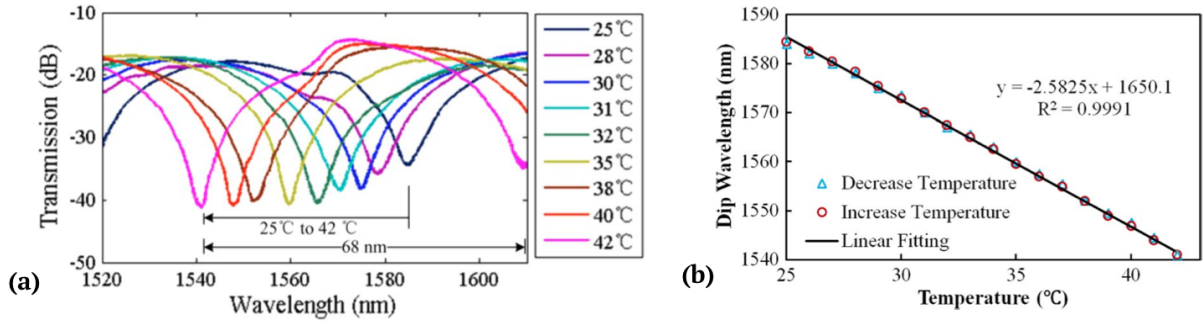 (a)
Transmission (dB)
-10
-20
-30
-40
-50
1520
1540
1560
1580
1600
Wavelength (nm)
25℃ to 42 ℃
68 nm
25℃
28℃
30℃
31℃
32℃
35℃
38℃
40℃
42℃
(b)
Dip Wavelength (nm)
1590
1580
1570
1560
1550
1540
25
30
35
40
Temperature (℃)
y = -2.5825x + 1650.1
R² = 0.9991
Decrease Temperature
Increase Temperature
Linear Fitting